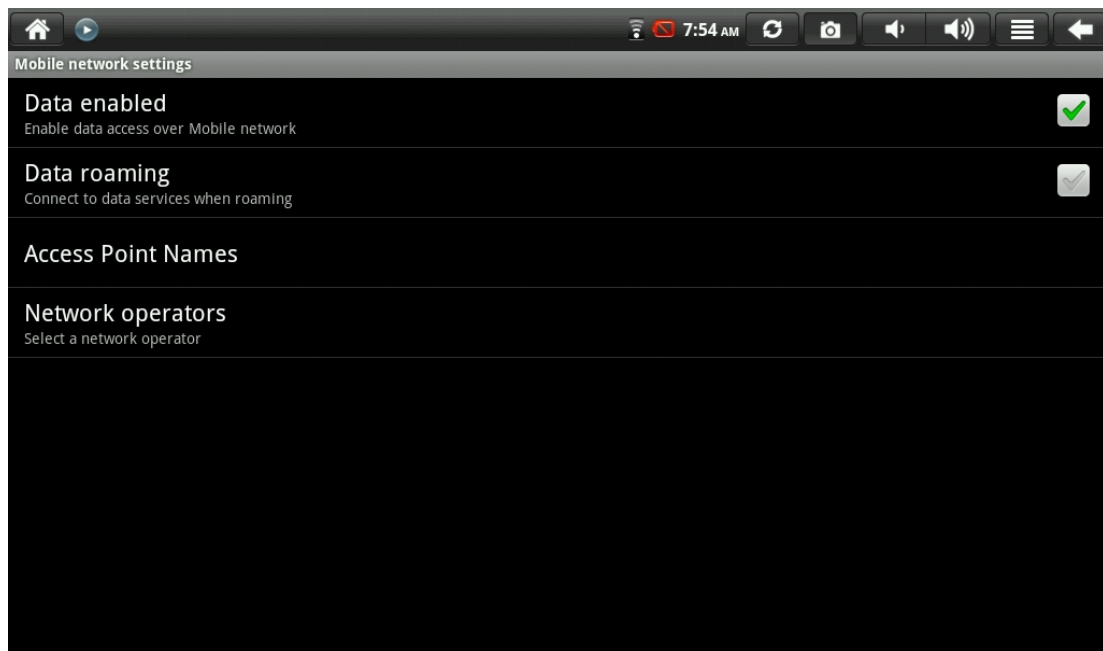 7:54 AM
Mobile network settings
Data enabled
Enable data access over Mobile network
Data roaming
Connect to data services when roaming
Access Point Names
Network operators
Select a network operator